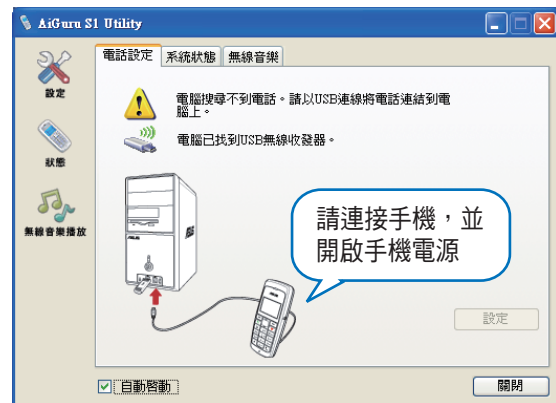 AiGuru S1 Utility
設定
狀態
無線音樂播放
電話設定
系統狀態
無線音樂
電腦搜尋不到電話。請以USB連線將電話連結到電
腦上。
電腦已找到USB無線收發器。
請連接手機，並
開啟手機電源
設定
自動啓動
關閉